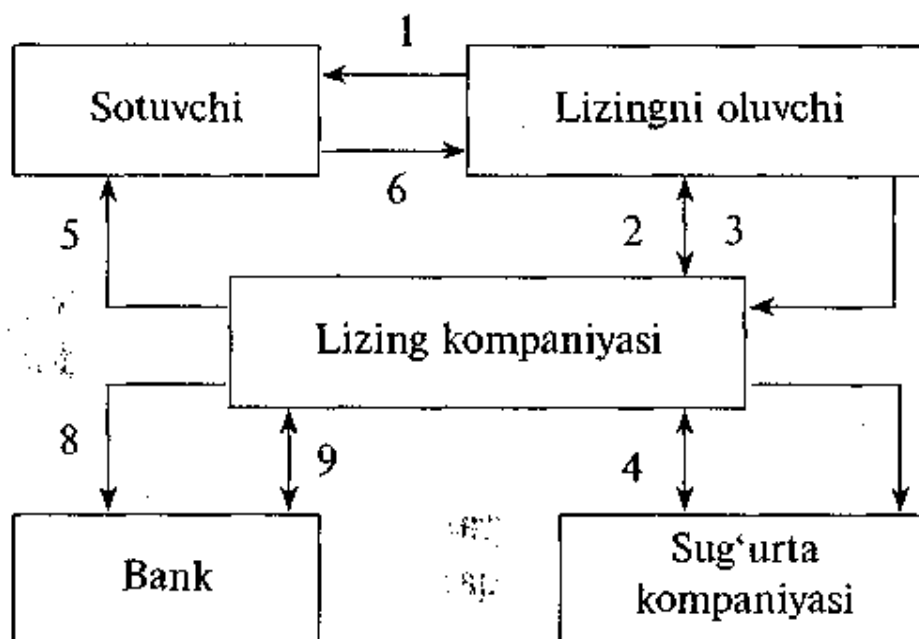 1
Sotuvchi
Lizingni oluvchi
6
5
2
3
Lizing kompaniyasi
8
9
4
Bank
Sug‘urta
kompaniyasi